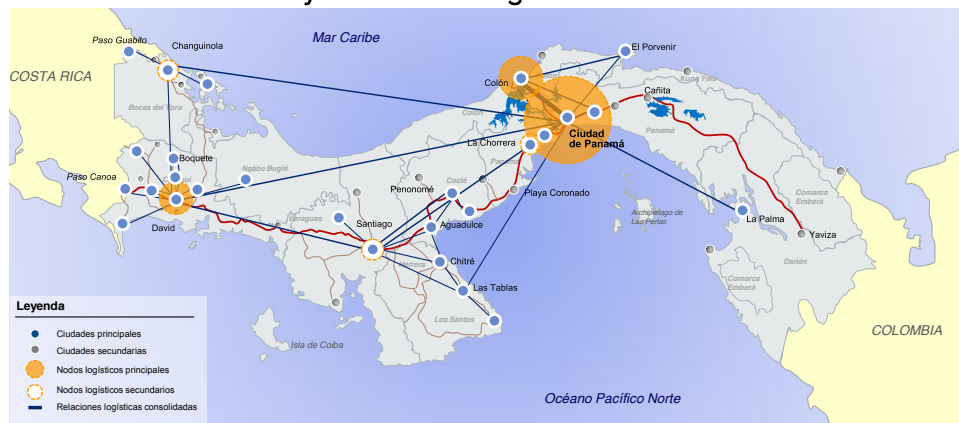 Mar Caribe
Paso Guabito
Changuinola
El Porvenir
COSTA RICA
Colón
Kuna Yala
Cañita
Bocas del Toro
Colón
Ciudad
de Panamá
Panamá
La Chorrera
Boquete
Ngäbe Buglé
Paso Canoa
Coclé
Penonomé
Playa Coronado
Comarca
Emberá
Archipielago de
Las Perlas
La Palma
David
Veraguas
Santiago
Aguadulce
Yaviza
Herrera
Chitré
Darién
Comarca
Emberá
Las Tablas
Los Santos
Isla de Coiba
COLOMBIA
Océano Pacífico Norte
Leyenda
Ciudades principales
Ciudades secundarias
Nodos logísticos principales
Nodos logísticos secundarios
Relaciones logísticas consolidadas